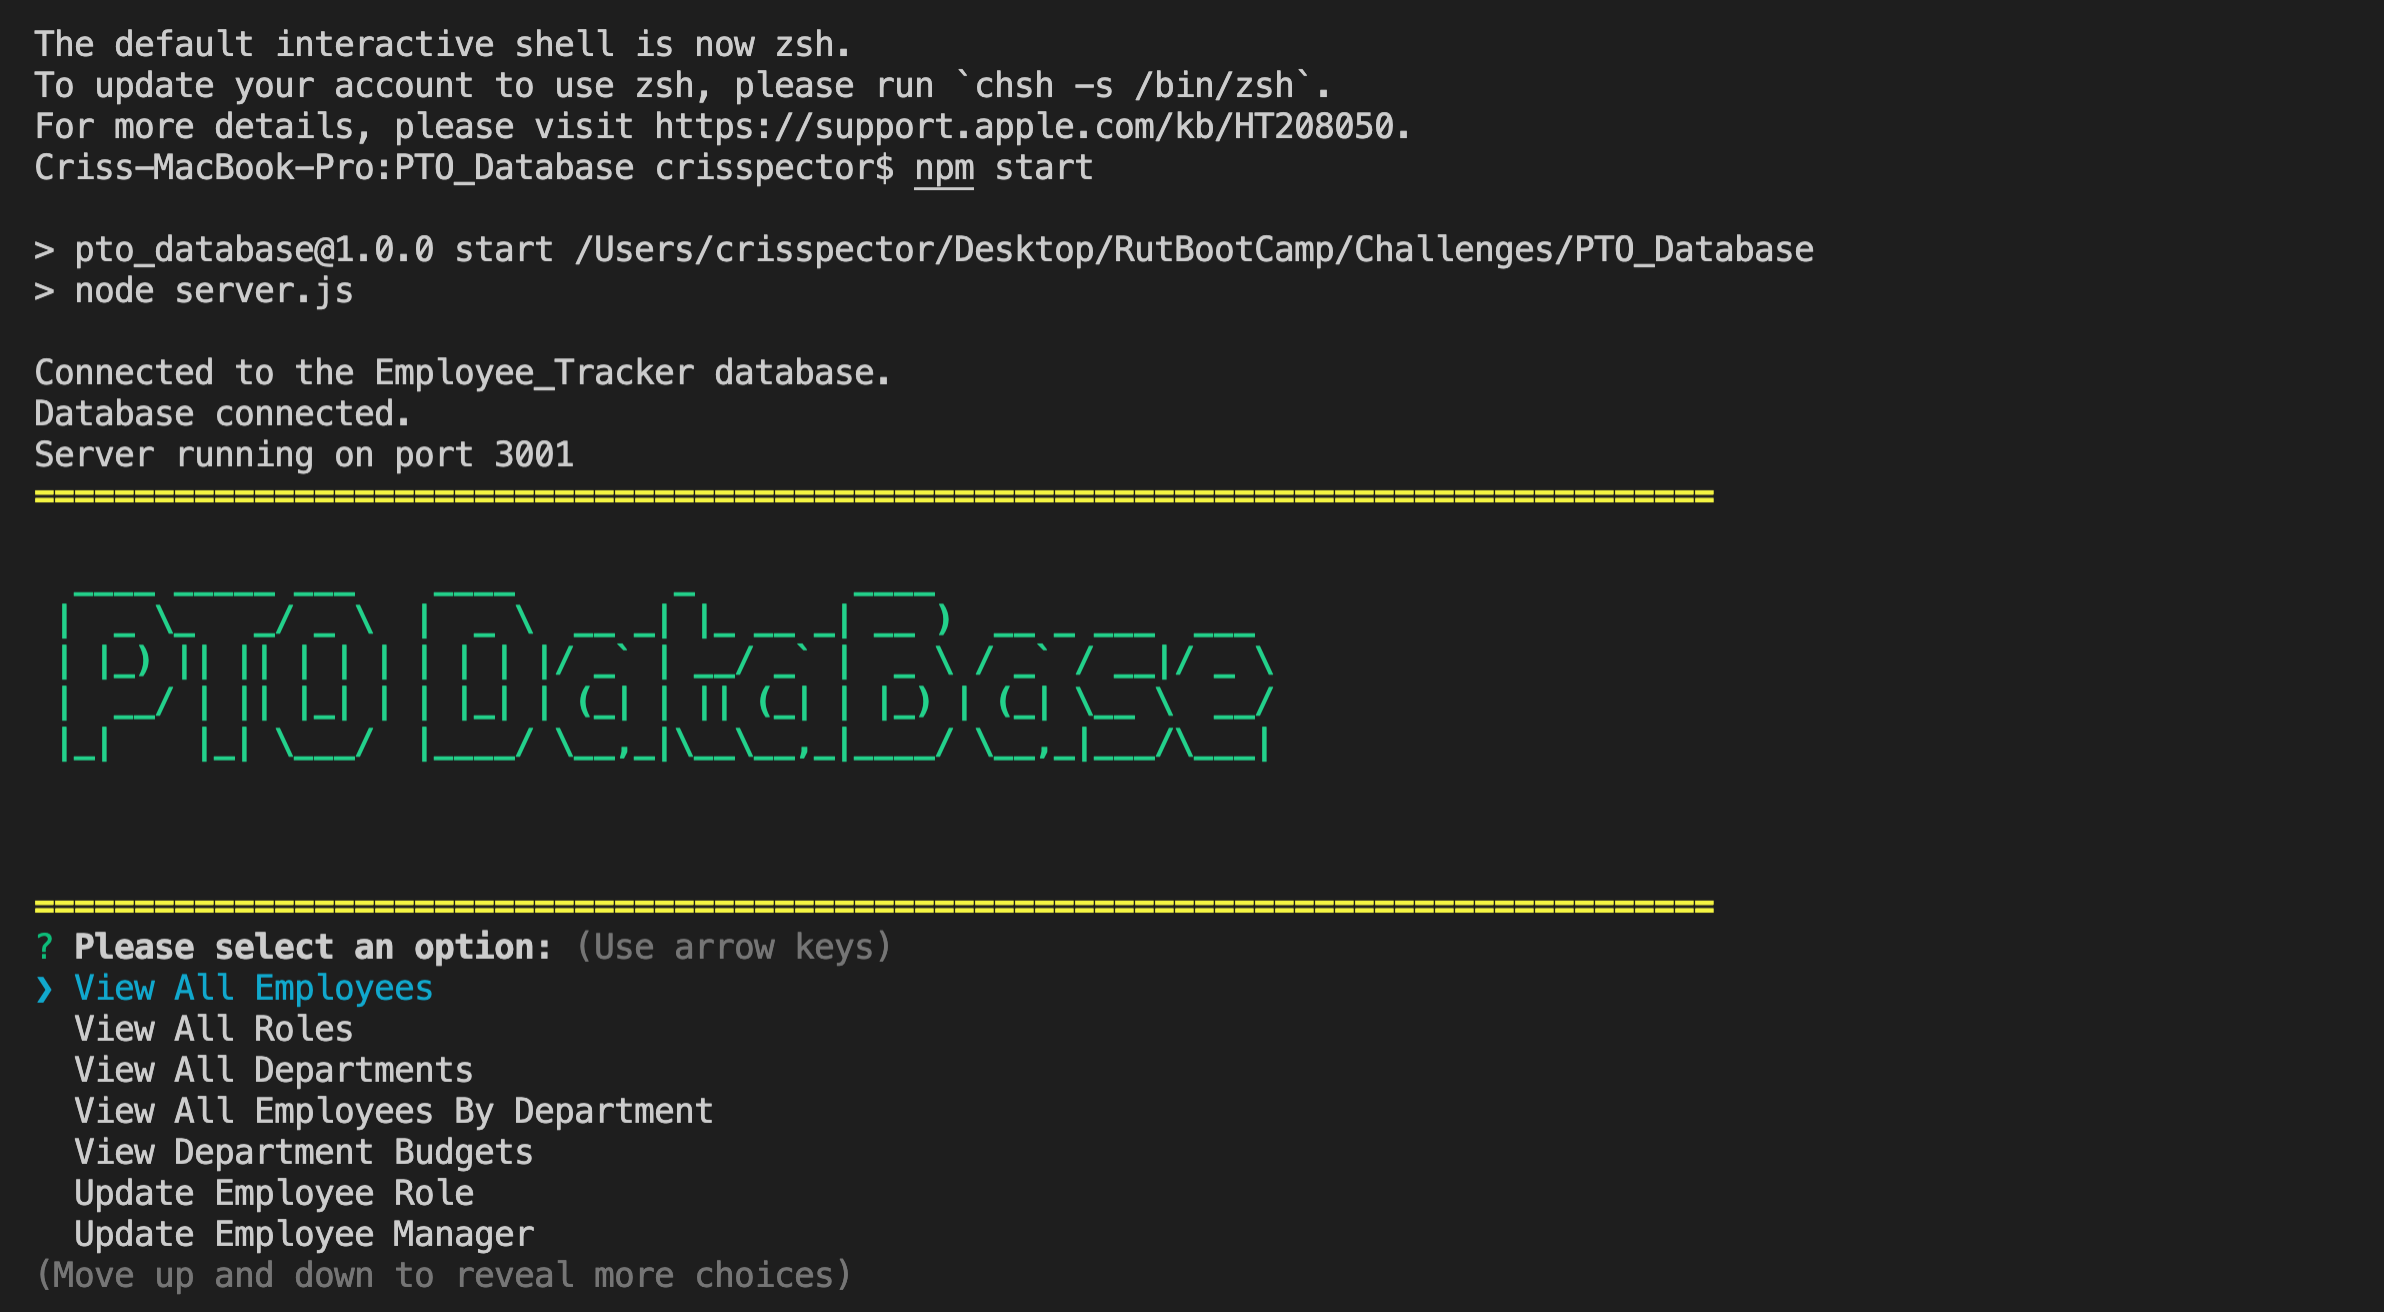 The default interactive shell is now zsh.
To update your account to use zsh, please run `chsh -s /bin/zsh`.
For more details, please visit https://support.apple.com/kb/HT208050.
Criss-MacBook-Pro:PTO_Database crisspector$ npm start
> pto_database@1.0.0 start /Users/crisspector/Desktop/RutBootCamp/Challenges/PTO_Database
> node server.js
Connected to the Employee_Tracker database.
Database connected.
Server running on port 3001
====================================================================================
PTO DataBase
====================================================================================
? Please select an option: (Use arrow keys)
❯ View All Employees
View All Roles
View All Departments
View All Employees By Department
View Department Budgets
Update Employee Role
Update Employee Manager
(Move up and down to reveal more choices)